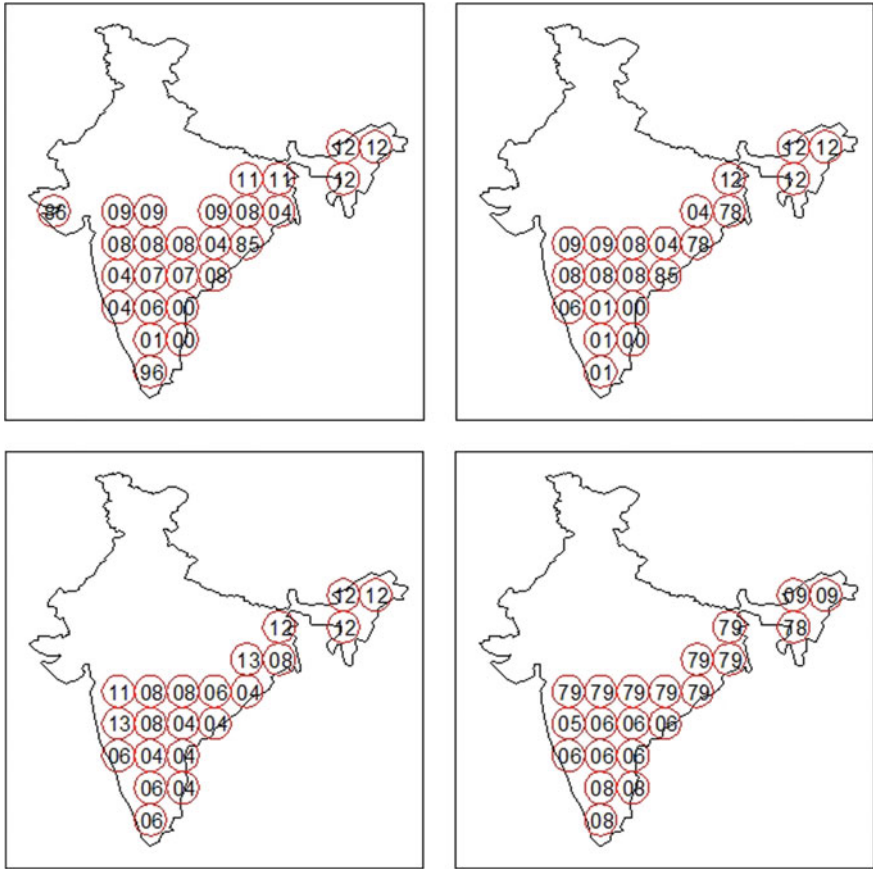 12 12
11 11 12
09 09 09 08 04
08 08 08 04 85
04 07 07 08
04 06 00
01 00
96
12 12
12 12
04 78
09 09 08 04 78
08 08 08 85
06 01 00
01 00
01
12 12
12 12
13 08
11 08 08 06 04
13 08 04 04
06 04 04
06 04
06
09 09
79 78
79 79
79 79 79 79 79
05 06 06 06
06 06 06
08 08
08